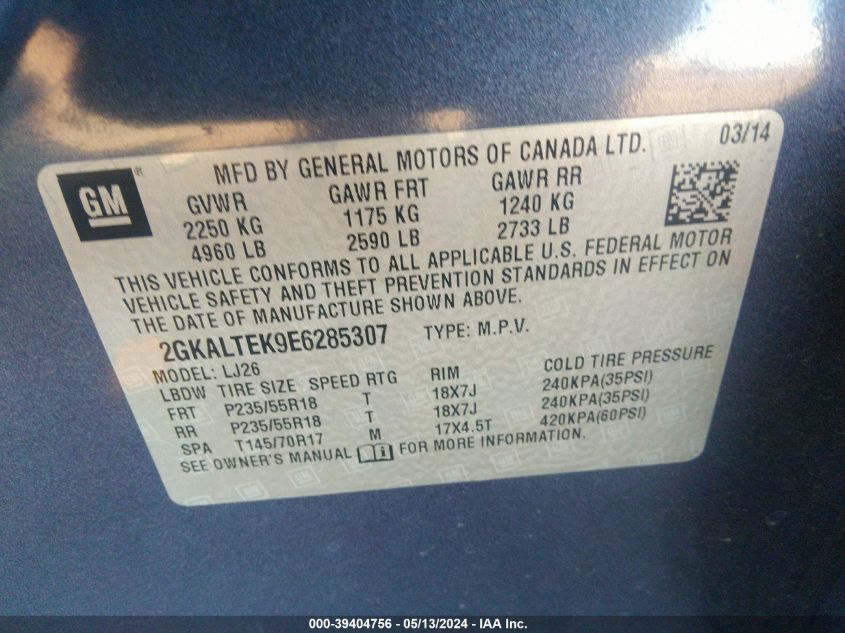 GM ®
MFD BY GENERAL MOTORS OF CANADA LTD. 03/14
GVWR GAWR FRT GAWR RR
2250 KG 1175 KG 1240 KG
4960 LB 2590 LB 2733 LB
THIS VEHICLE CONFORMS TO ALL APPLICABLE U.S. FEDERAL MOTOR
VEHICLE SAFETY AND THEFT PREVENTION STANDARDS IN EFFECT ON
THE DATE OF MANUFACTURE SHOWN ABOVE.
2GKALTEK9E6285307 TYPE: M.P.V.
MODEL: LJ26
LBDW TIRE SIZE SPEED RTG RIM COLD TIRE PRESSURE
FRT P235/55R18 T 18X7J 240KPA(35PSI)
RR P235/55R18 T 18X7J 240KPA(35PSI)
SPA T145/70R17 M 17X4.5T 420KPA(60PSI)
SEE OWNER'S MANUAL FOR MORE INFORMATION.
000-39404756 - 05/13/2024 - IAA Inc.